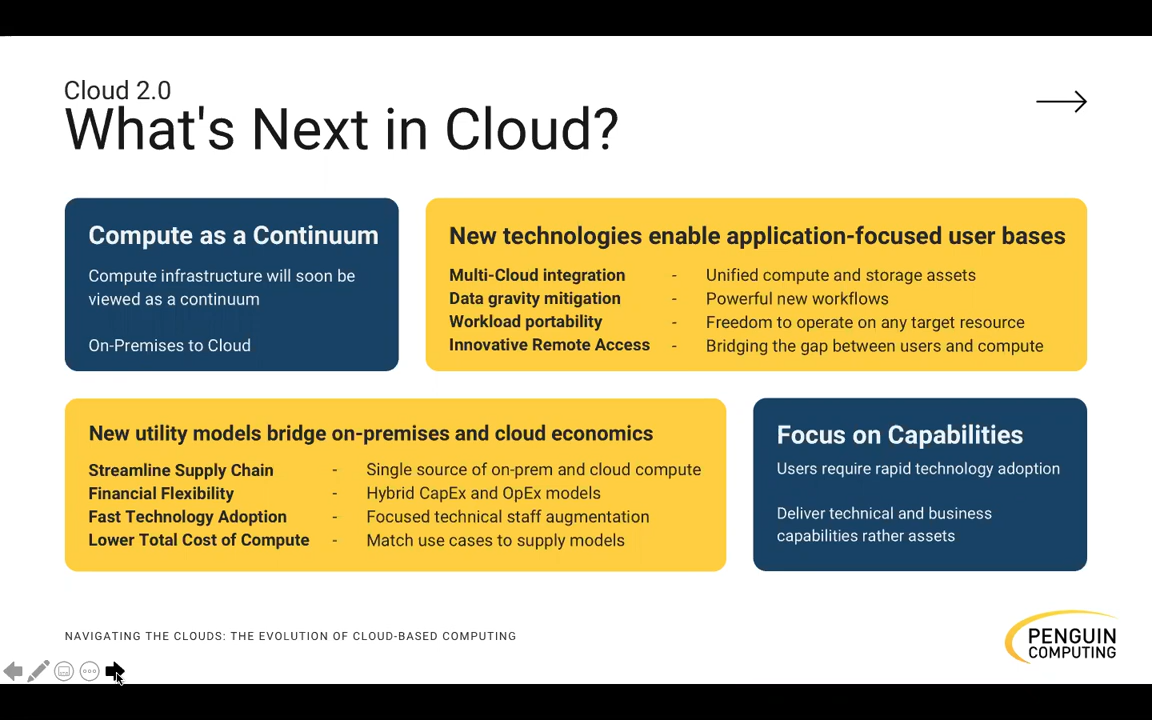 Cloud 2.0
What's Next in Cloud?
Compute as a Continuum
Compute infrastructure will soon be
viewed as a continuum
On-Premises to Cloud
New technologies enable application-focused user bases
Multi-Cloud integration - Unified compute and storage assets
Data gravity mitigation - Powerful new workflows
Workload portability - Freedom to operate on any target resource
Innovative Remote Access - Bridging the gap between users and compute
New utility models bridge on-premises and cloud economics
Streamline Supply Chain - Single source of on-prem and cloud compute
Financial Flexibility - Hybrid CapEx and OpEx models
Fast Technology Adoption - Focused technical staff augmentation
Lower Total Cost of Compute - Match use cases to supply models
Focus on Capabilities
Users require rapid technology adoption
Deliver technical and business
capabilities rather assets
NAVIGATING THE CLOUDS: THE EVOLUTION OF CLOUD-BASED COMPUTING
PENGUIN
COMPUTING